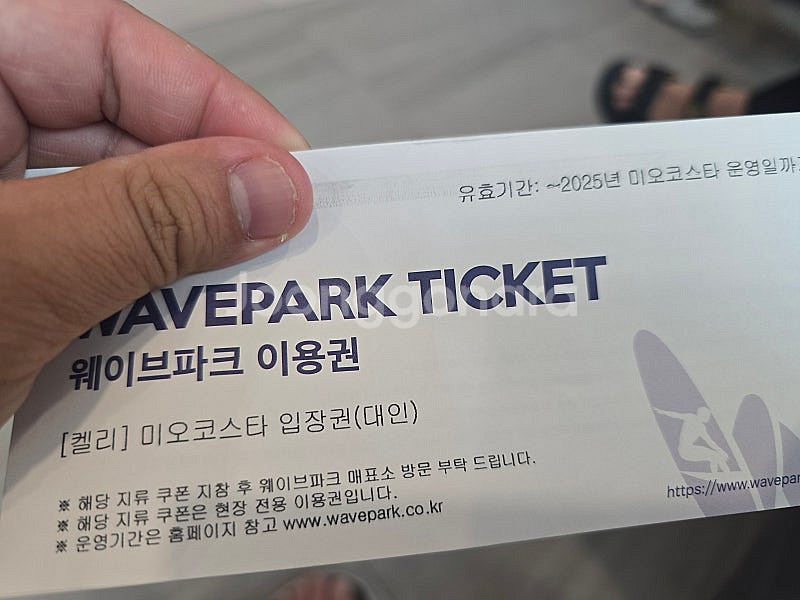 유효기간: ~2025년 미오코스타 운영일까지
WAVEPARK TICKET
joonggonara
웨이브파크 이용권
[켈리] 미오코스타 입장권(대인)
※ 해당 지류 쿠폰 지참 후 웨이브파크 매표소 방문 부탁 드립니다.
※ 해당 지류 쿠폰은 현장 전용 이용권입니다.
※ 운영기간은 홈페이지 참고 www.wavepark.co.kr
https://www.wavepar